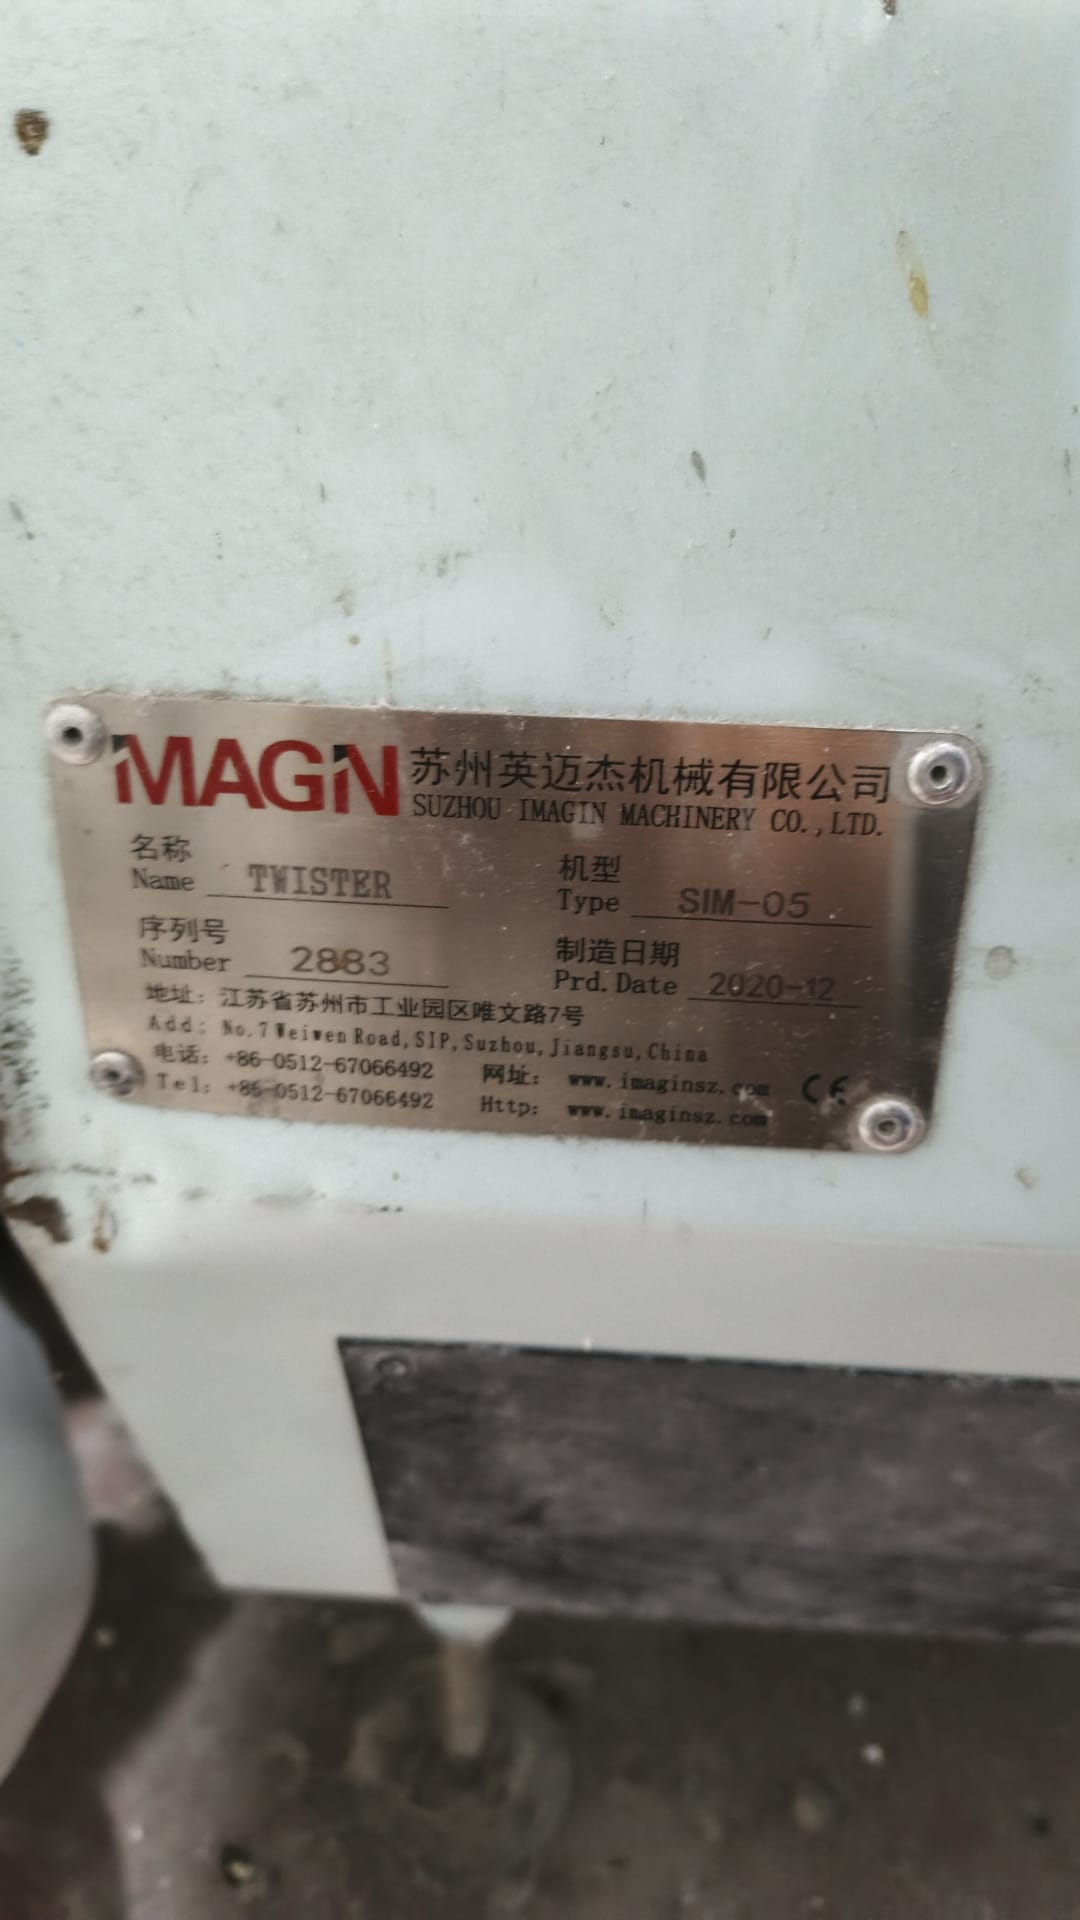 IMAGIN 苏州英迈杰机械有限公司
SUZHOU IMAGIN MACHINERY CO.,LTD.
名称 机型
Name TWISTER Type SIM-05
序列号 制造日期
Number 2883 Prd.Date 2020-12
地址: 江苏省苏州市工业园区唯文路7号
Add: No.7 Weiwen Road,SIP,Suzhou,Jiangsu,China
电话: +86-0512-67066492 网址: www.imaginsz.com CE
Tel: +86-0512-67066492 Http: www.imaginsz.com